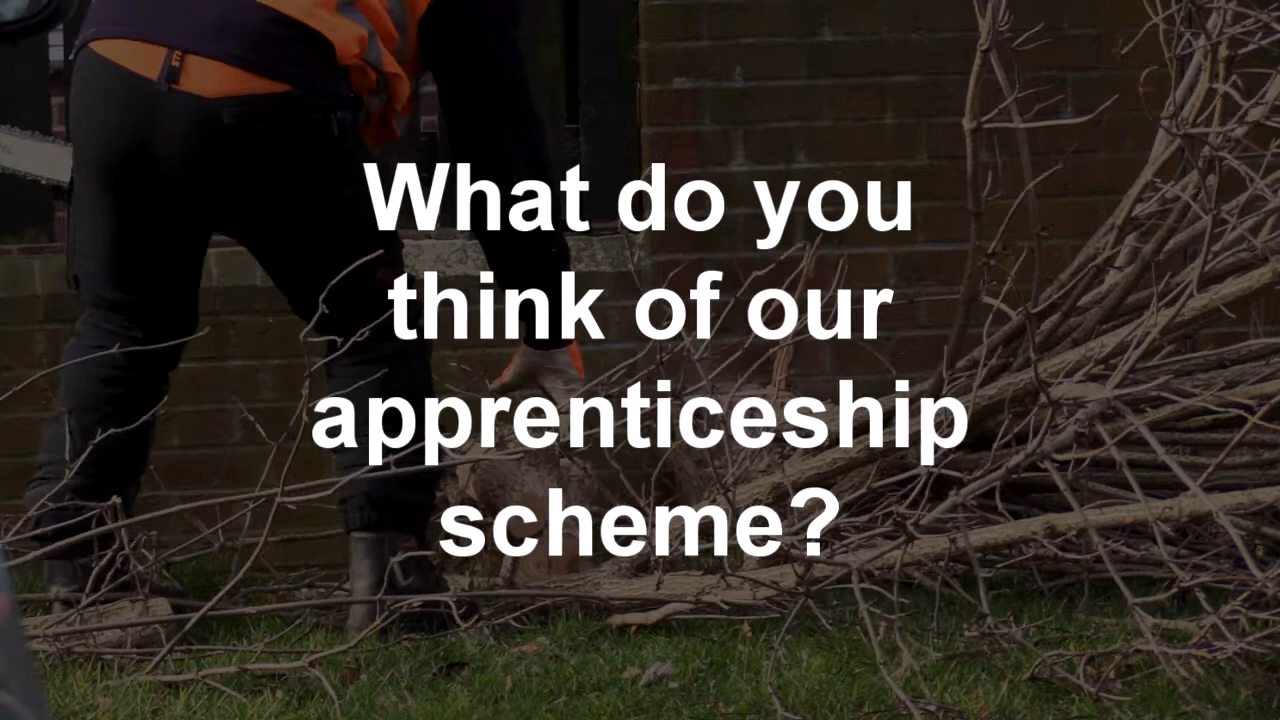 What do you
think of our
apprenticeship
scheme?